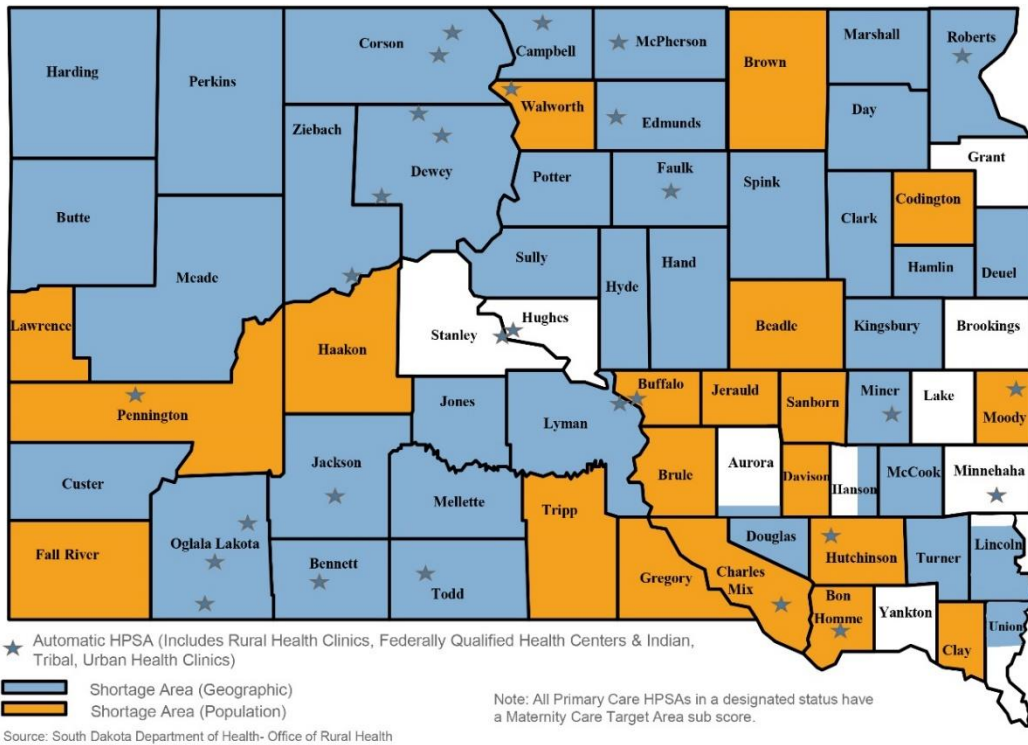 Harding
Perkins
Corson
Campbell
McPherson
Brown
Marshall
Roberts
Walworth
Edmunds
Day
Ziebach
Dewey
Grant
Butte
Potter
Faulk
Spink
Clark
Codington
Meade
Sully
Hyde
Hand
Hamlin
Deuel
Lawrence
Haakon
Stanley
Hughes
Beadle
Kingsbury
Brookings
Pennington
Jones
Lyman
Buffalo
Jerauld
Sanborn
Miner
Lake
Moody
Custer
Jackson
Mellette
Brule
Aurora
Davison
Hanson
McCook
Minnehaha
Fall River
Oglala Lakota
Bennett
Todd
Tripp
Gregory
Charles
Mix
Douglas
Hutchinson
Turner
Lincoln
Bon
Homme
Yankton
Clay
Union
Automatic HPSA (Includes Rural Health Clinics, Federally Qualified Health Centers & Indian,
Tribal, Urban Health Clinics)
Shortage Area (Geographic)
Shortage Area (Population)
Note: All Primary Care HPSAs in a designated status have
a Maternity Care Target Area sub score.
Source: South Dakota Department of Health- Office of Rural Health